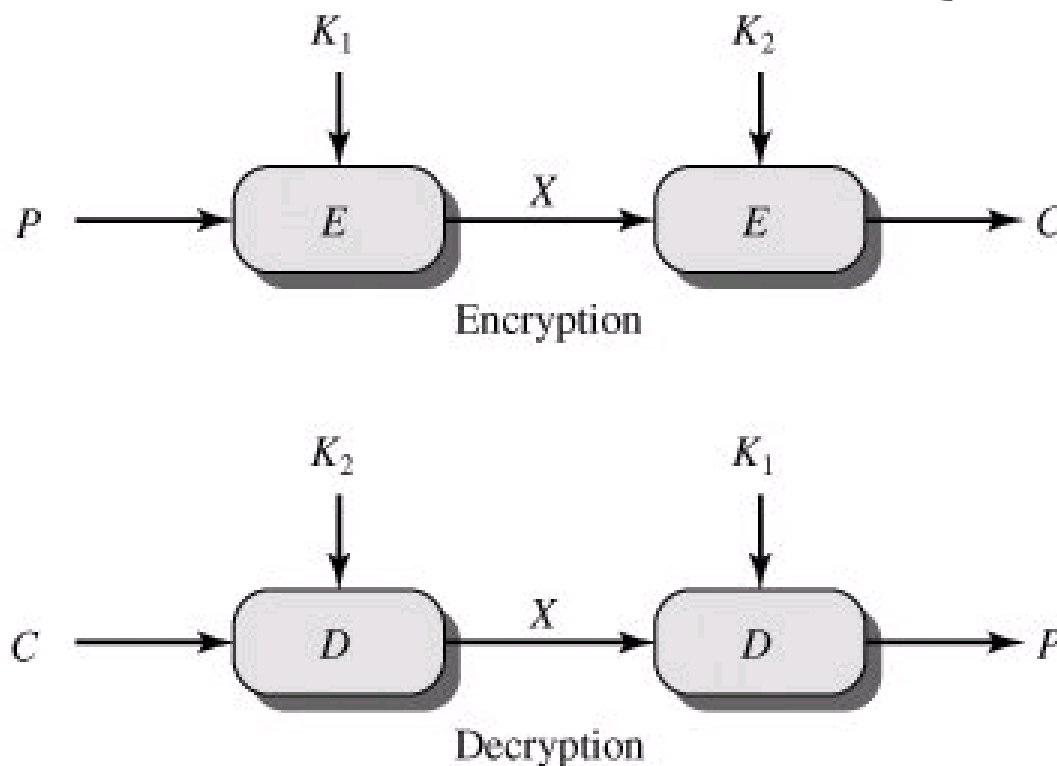 K₁ K₂
P E X E C
Encryption
K₂ K₁
C D X D P
Decryption